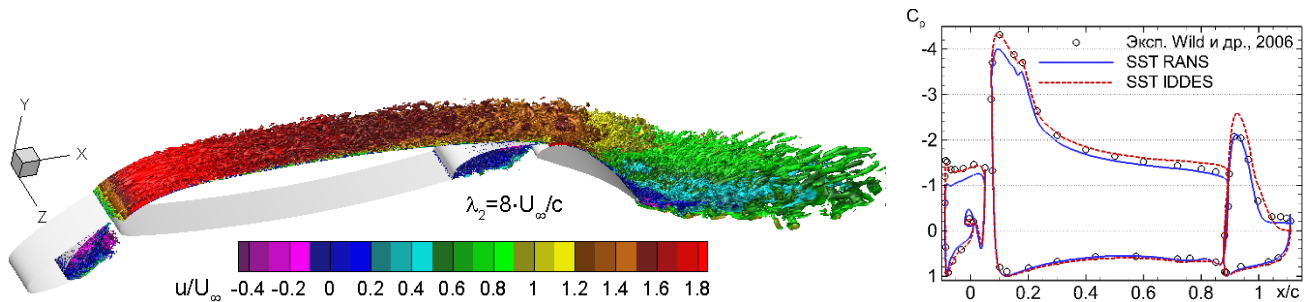 Y
X
Z
λ₂=8·U∞/c
u/U∞ -0.4 -0.2 0 0.2 0.4 0.6 0.8 1 1.2 1.4 1.6 1.8
Cp
-4
-3
-2
-1
0
1
Эксп. Wild и др., 2006
SST RANS
SST IDDES
0 0.2 0.4 0.6 0.8 1 x/c